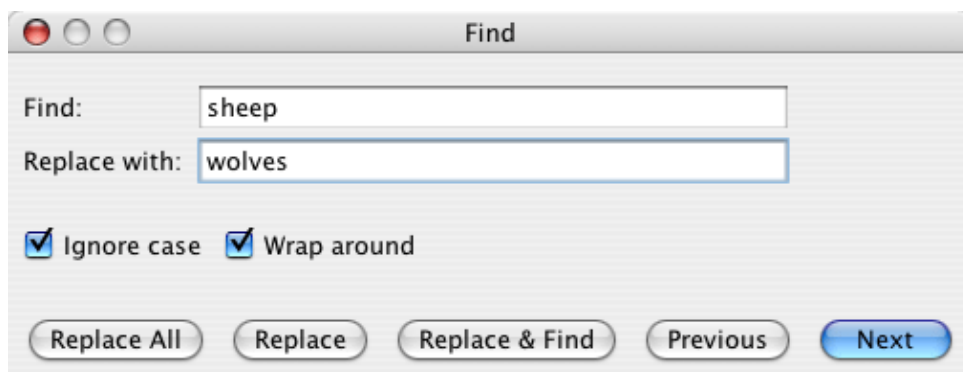 Find
Find: sheep
Replace with: wolves
Ignore case Wrap around
Replace All Replace Replace & Find Previous Next